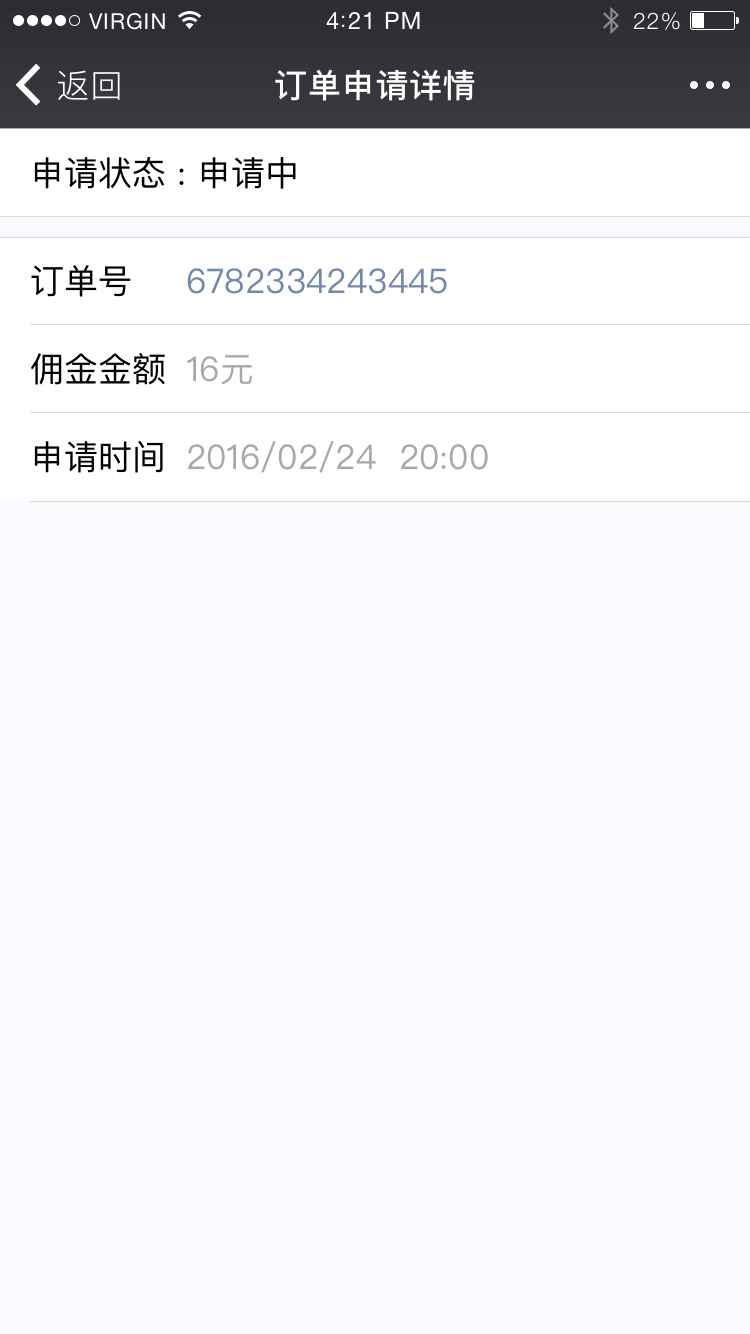 VIRGIN 4:21 PM 22%
返回 订单申请详情
申请状态：申请中
订单号 6782334243445
佣金金额 16元
申请时间 2016/02/24 20:00